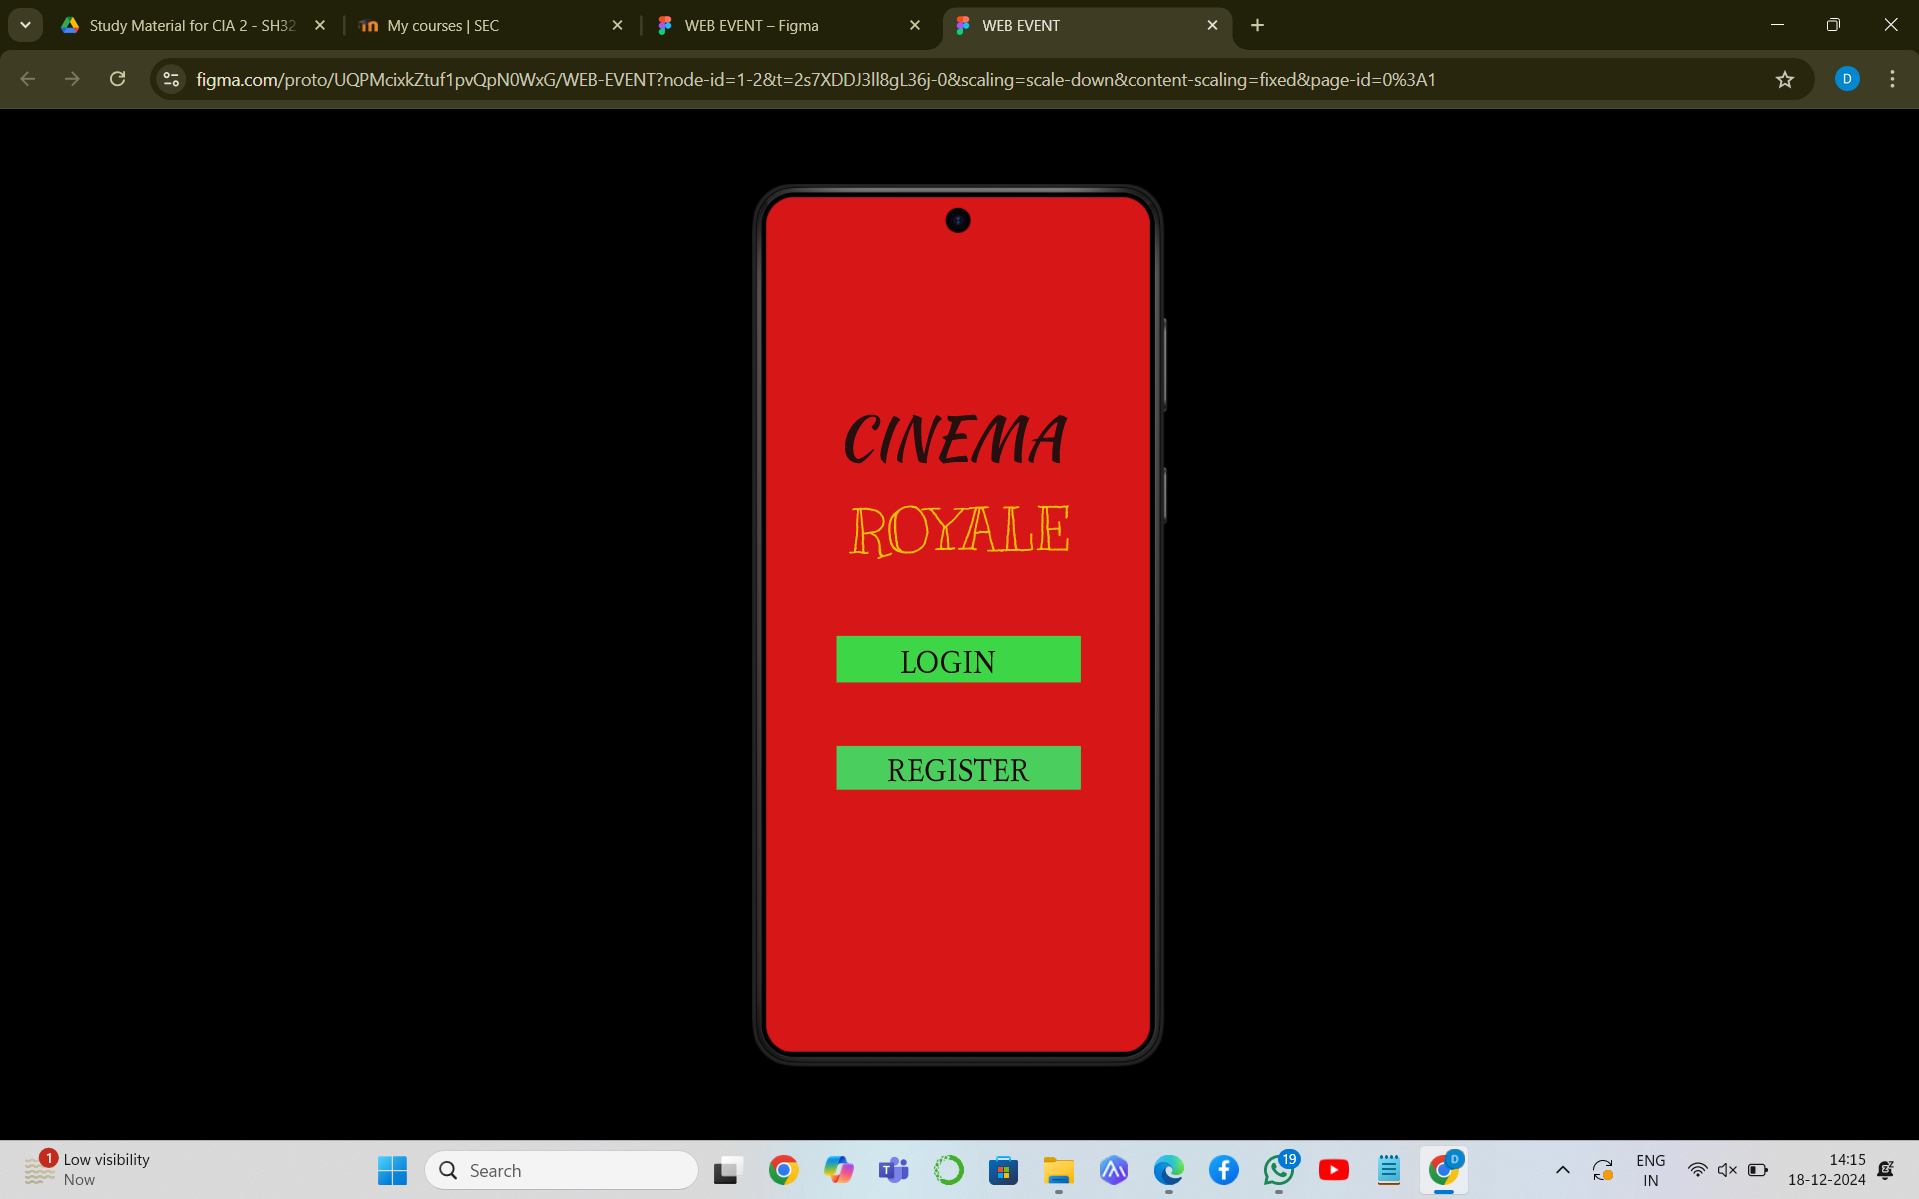 Study Material for CIA 2 - SH32
My courses | SEC
WEB EVENT – Figma
WEB EVENT
figma.com/proto/UQPMcixkZtuf1pvQpN0WxG/WEB-EVENT?node-id=1-2&t=2s7XDDJ3ll8gL36j-0&scaling=scale-down&content-scaling=fixed&page-id=0%3A1
D
CINEMA
ROYALE
LOGIN
REGISTER
1
Low visibility
Now
Search
19
D
ENG
IN
14:15
18-12-2024